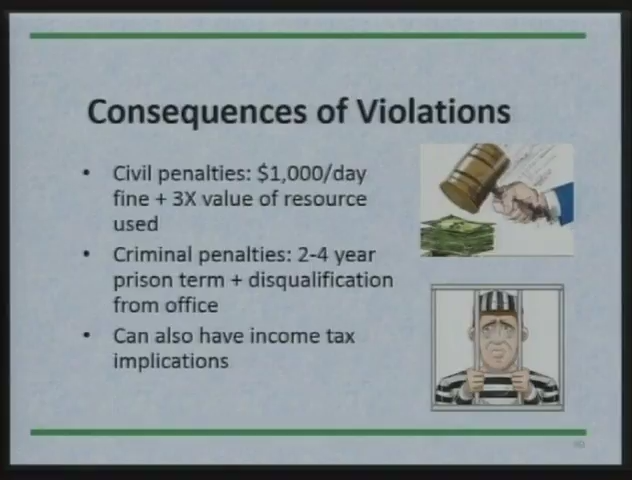 Consequences of Violations
• Civil penalties: $1,000/day
fine + 3X value of resource
used
• Criminal penalties: 2-4 year
prison term + disqualification
from office
• Can also have income tax
implications